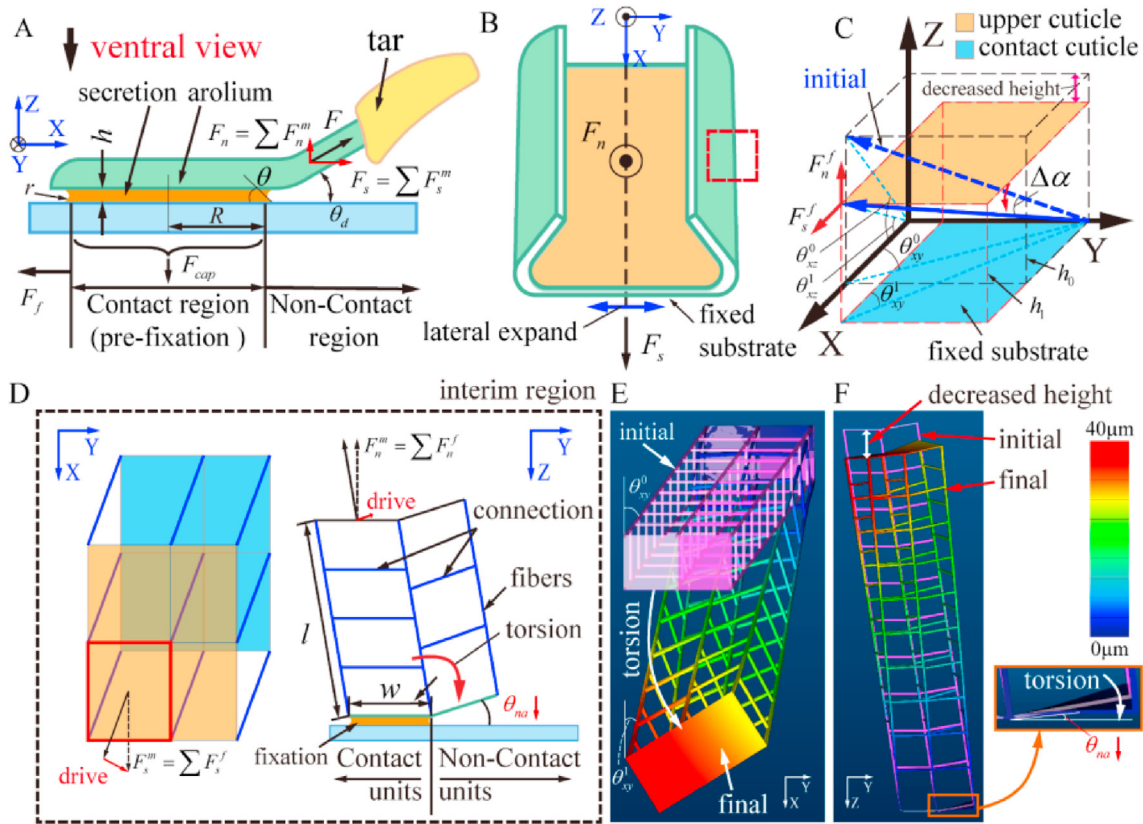 A
ventral view
tar
secretion
arolium
Z
X
Y
h
F_n = ∑ F_n^m
F
θ
F_s = ∑ F_s^m
r
R
θ_d
F_cap
F_f
Contact region
(pre-fixation )
Non-Contact
region
B
Z
Y
X
F_n
lateral expand
fixed
substrate
F_s
C
upper cuticle
contact cuticle
Z
initial
decreased height
F_n^f
F_s^f
Δα
Y
θ_xz^0
θ_xy^0
θ_xz^1
θ_xy^1
h_0
h_1
X
fixed substrate
D
interim region
Y
X
F_n^m = ∑ F_n^f
Y
Z
drive
connection
fibers
l
torsion
w
θ_na
fixation
Contact
units
Non-Contact
units
F_s^m = ∑ F_s^f
drive
E
initial
θ_xy^0
torsion
θ_xy^1
final
Y
X
F
decreased height
initial
final
40μm
0μm
torsion
θ_na
Y
Z